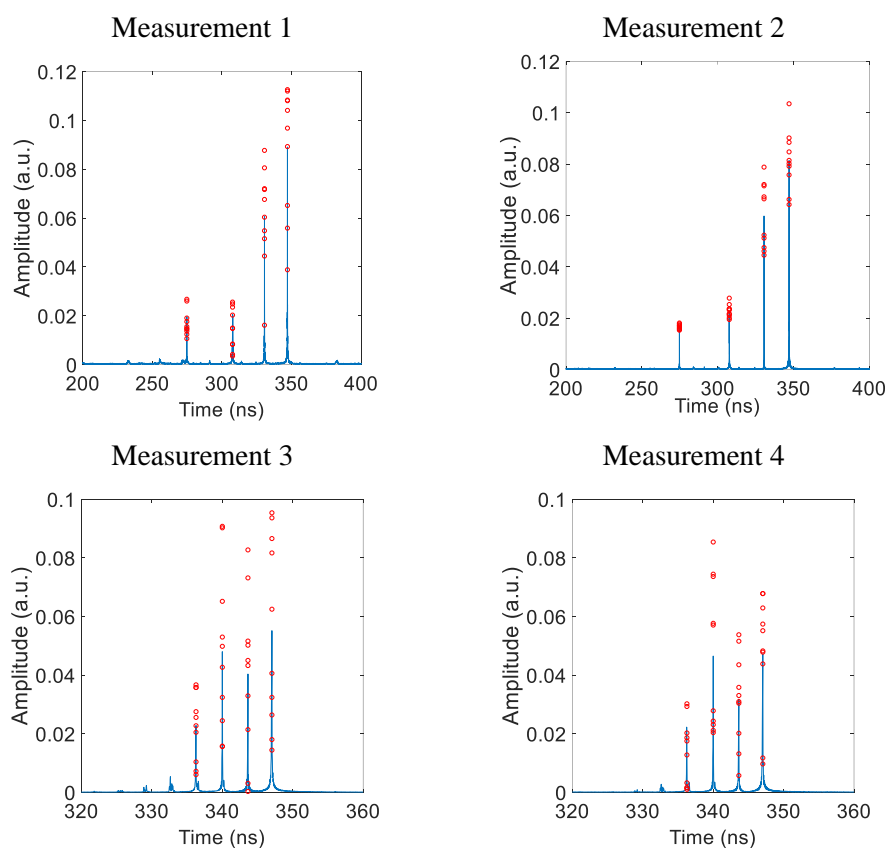 Measurement 1
Measurement 2
0.12
0.1
0.08
0.06
0.04
0.02
0
Amplitude (a.u.)
200 250 300 350 400
Time (ns)
0.12
0.1
0.08
0.06
0.04
0.02
0
Amplitude (a.u.)
200 250 300 350 400
Time (ns)
Measurement 3
Measurement 4
0.1
0.08
0.06
0.04
0.02
0
Amplitude (a.u.)
320 330 340 350 360
Time (ns)
0.1
0.08
0.06
0.04
0.02
0
Amplitude (a.u.)
320 330 340 350 360
Time (ns)